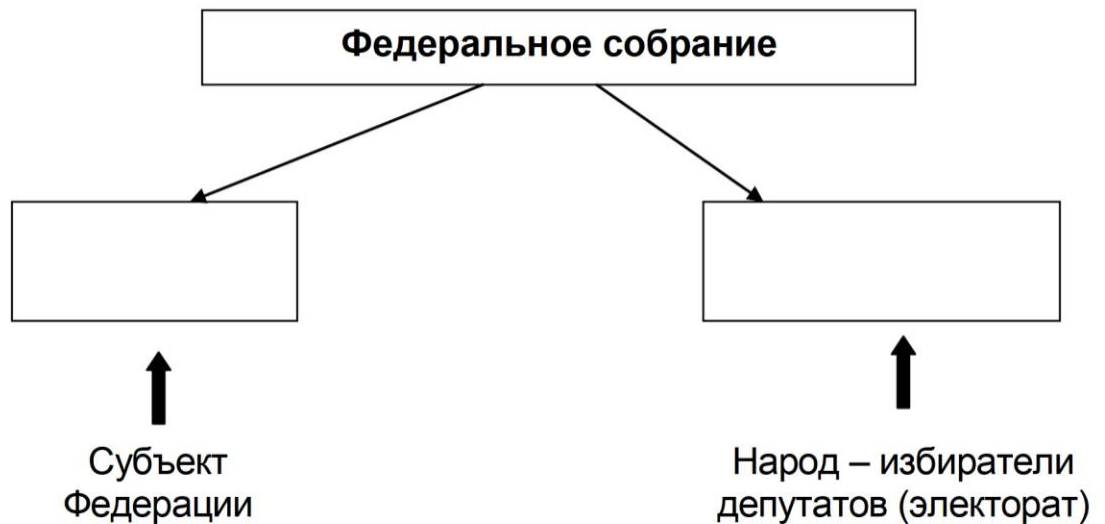 Федеральное собрание
Субъект
Федерации
Народ – избиратели
депутатов (электорат)